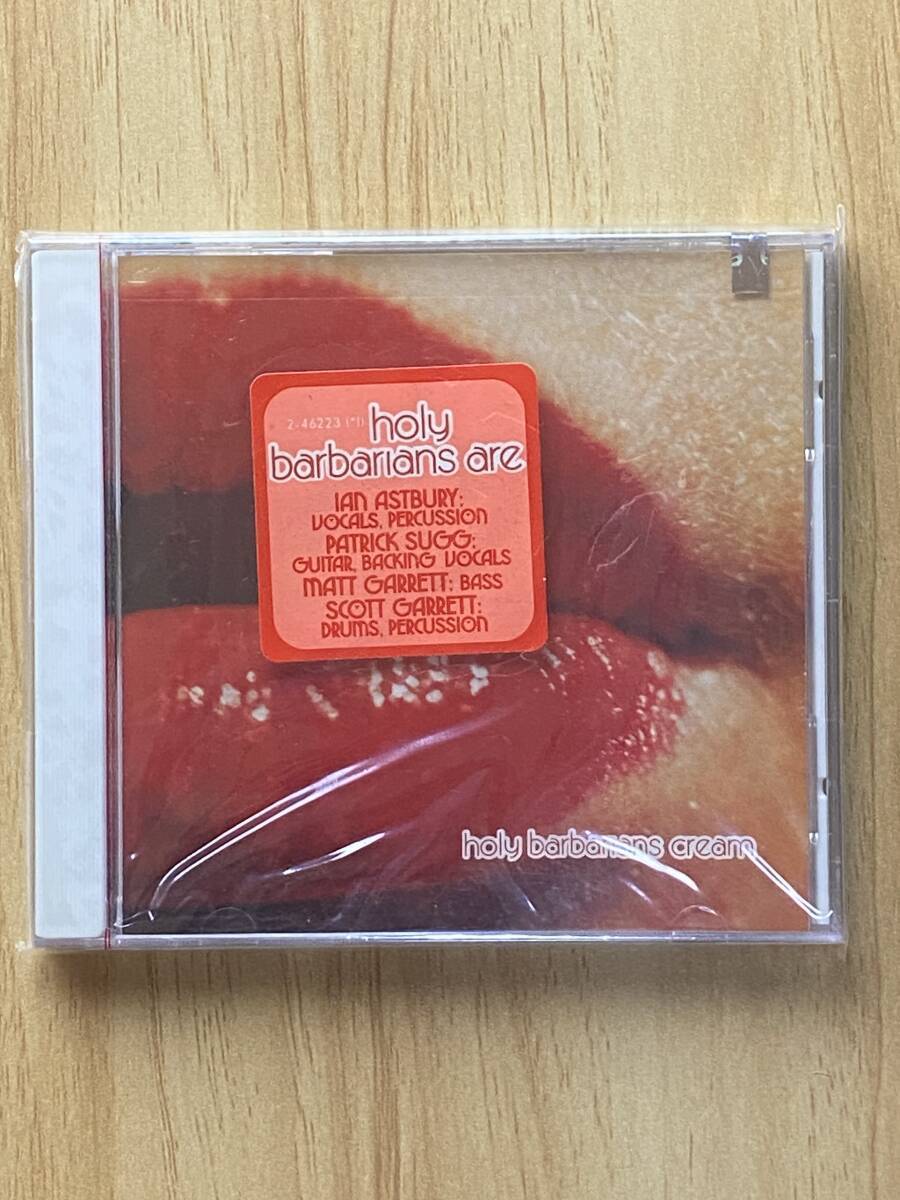 2-46223 (*1) holy
barbarians are
IAN ASTBURY:
VOCALS, PERCUSSION
PATRICK SUGG:
GUITAR, BACKING VOCALS
MATT GARRETT: BASS
SCOTT GARRETT:
DRUMS, PERCUSSION
holy barbarians cream